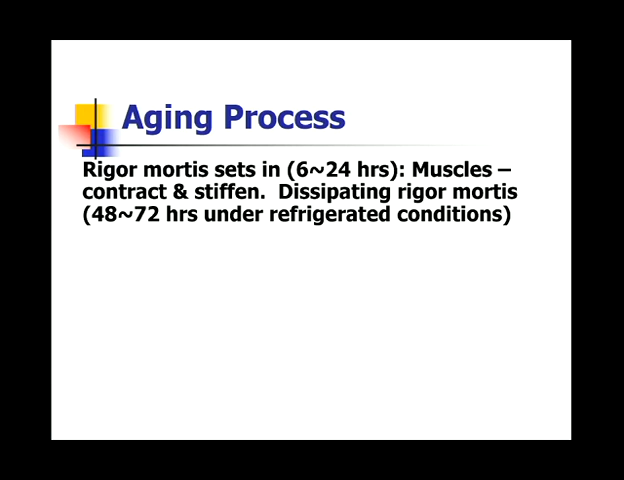 Aging Process
Rigor mortis sets in (6~24 hrs): Muscles –
contract & stiffen.  Dissipating rigor mortis
(48~72 hrs under refrigerated conditions)